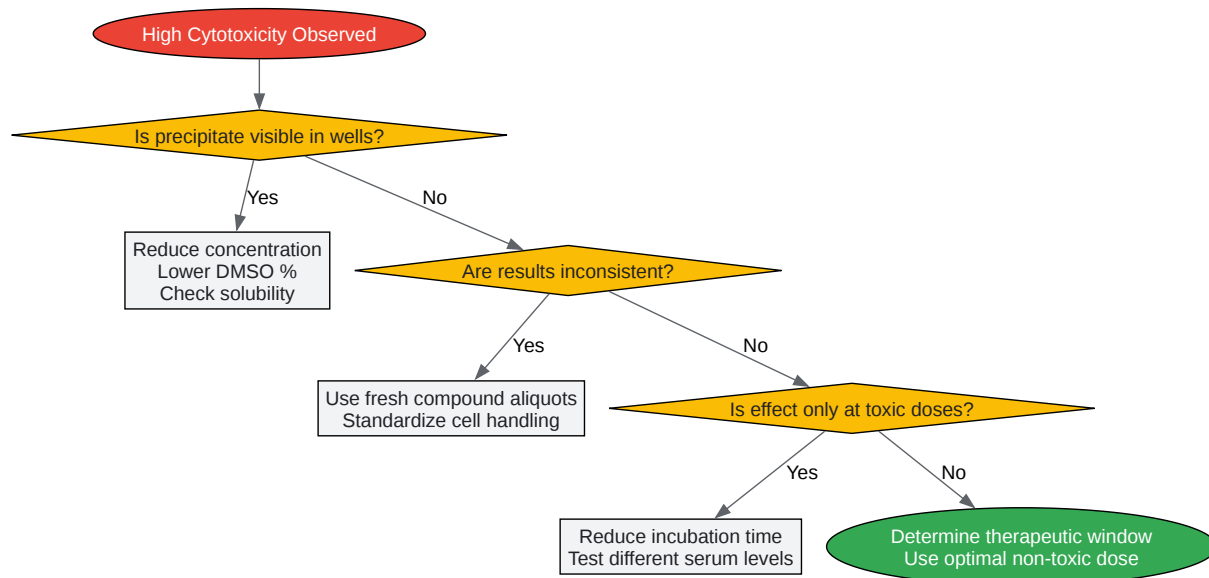 High Cytotoxicity Observed
Is precipitate visible in wells?
Yes
No
Reduce concentration
Lower DMSO %
Check solubility
Are results inconsistent?
Yes
No
Use fresh compound aliquots
Standardize cell handling
Is effect only at toxic doses?
Yes
No
Reduce incubation time
Test different serum levels
Determine therapeutic window
Use optimal non-toxic dose